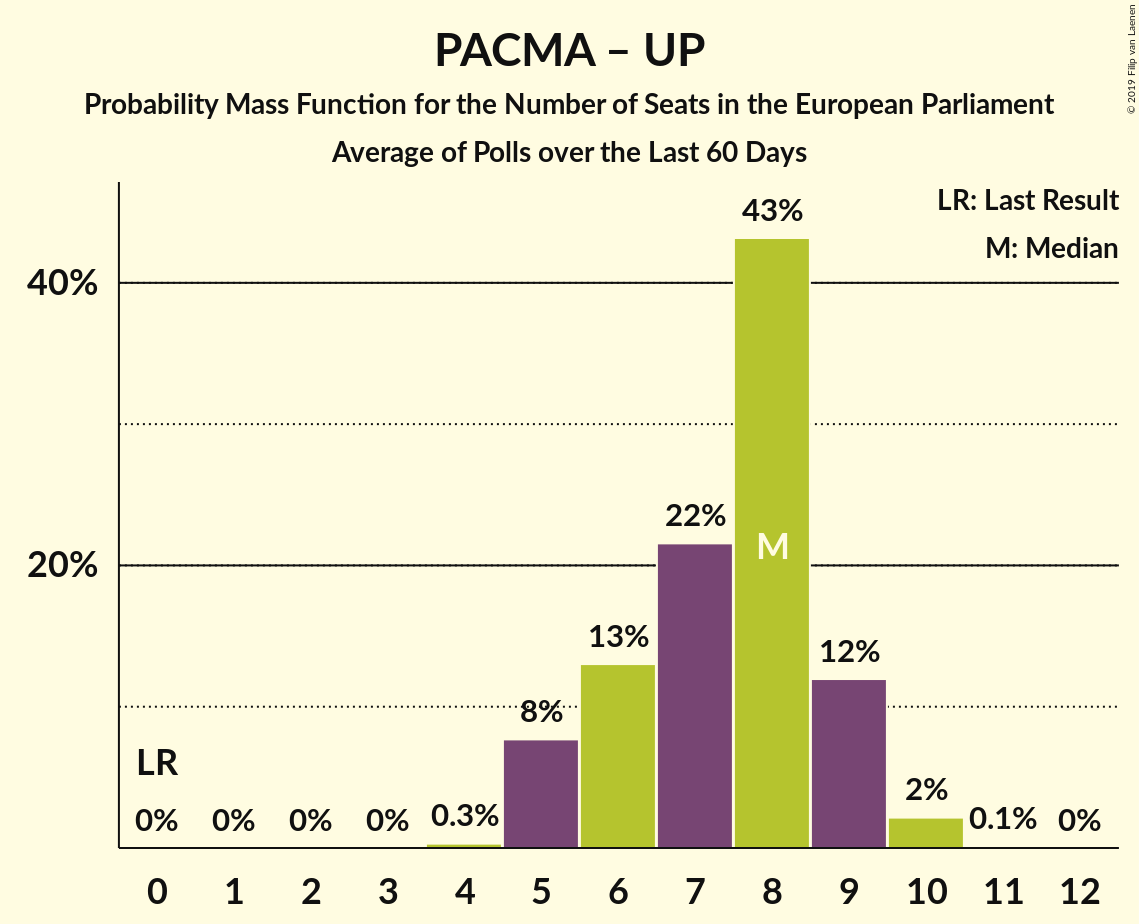 PACMA – UP
Probability Mass Function for the Number of Seats in the European Parliament
Average of Polls over the Last 60 Days
© 2019 Filip van Laenen
LR: Last Result
M: Median
43%
40%
22%
M
20%
13%
12%
8%
LR
2%
0% 0% 0% 0% 0.3% 0.1% 0%
0 1 2 3 4 5 6 7 8 9 10 11 12